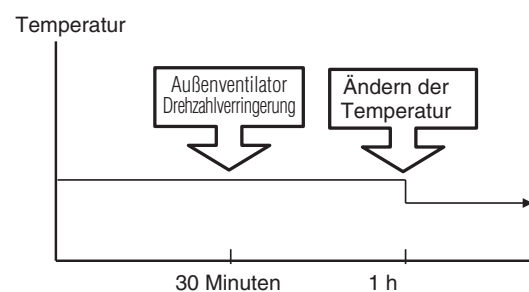 Temperatur
Außenventilator
Drehzahlverringerung
Ändern der
Temperatur
30 Minuten
1 h